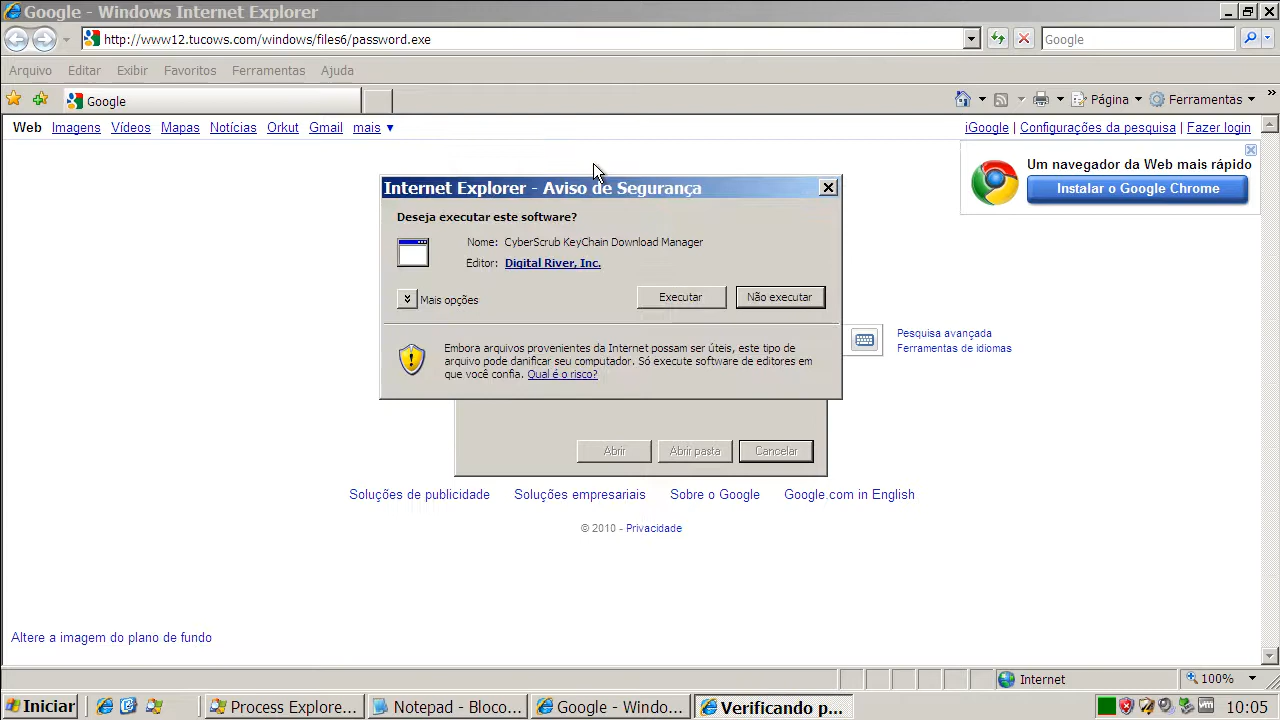 Google - Windows Internet Explorer
http://www12.tucows.com/windows/files6/password.exe
Google
Arquivo Editar Exibir Favoritos Ferramentas Ajuda
Google
Página Ferramentas »
Web Imagens Vídeos Mapas Notícias Orkut Gmail mais ▼
iGoogle | Configurações da pesquisa | Fazer login
Um navegador da Web mais rápido
Instalar o Google Chrome
Internet Explorer - Aviso de Segurança
Deseja executar este software?
Nome: CyberScrub KeyChain Download Manager
Editor: Digital River, Inc.
Mais opções
Executar Não executar
Embora arquivos provenientes da Internet possam ser úteis, este tipo de
arquivo pode danificar seu computador. Só execute software de editores em
que você confia. Qual é o risco?
Pesquisa avançada
Ferramentas de idiomas
Abrir Abrir pasta Cancelar
Soluções de publicidade Soluções empresariais Sobre o Google Google.com in English
© 2010 - Privacidade
Altere a imagem do plano de fundo
Internet 100%
Iniciar Process Explore... Notepad - Bloco... Google - Windo... Verificando p... 10:05